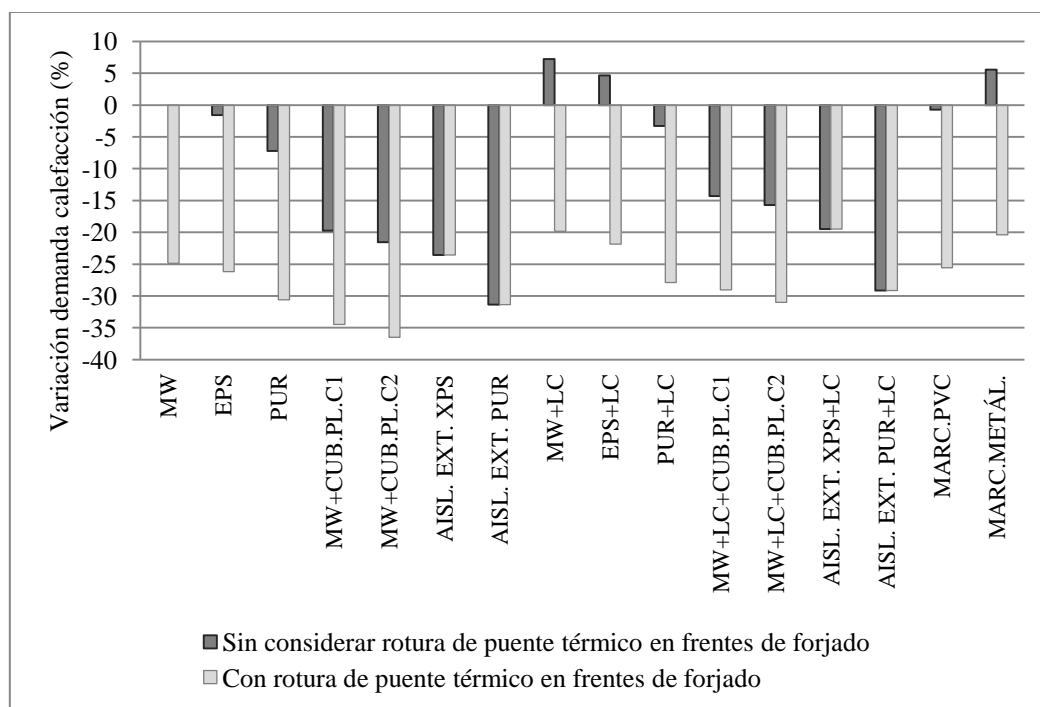 Variación demanda calefacción (%)
10
5
0
-5
-10
-15
-20
-25
-30
-35
-40
MW
EPS
PUR
MW+CUB.PL.C1
MW+CUB.PL.C2
AISL. EXT. XPS
AISL. EXT. PUR
MW+LC
EPS+LC
PUR+LC
MW+LC+CUB.PL.C1
MW+LC+CUB.PL.C2
AISL. EXT. XPS+LC
AISL. EXT. PUR+LC
MARC.PVC
MARC.METÁL.
Sin considerar rotura de puente térmico en frentes de forjado
Con rotura de puente térmico en frentes de forjado